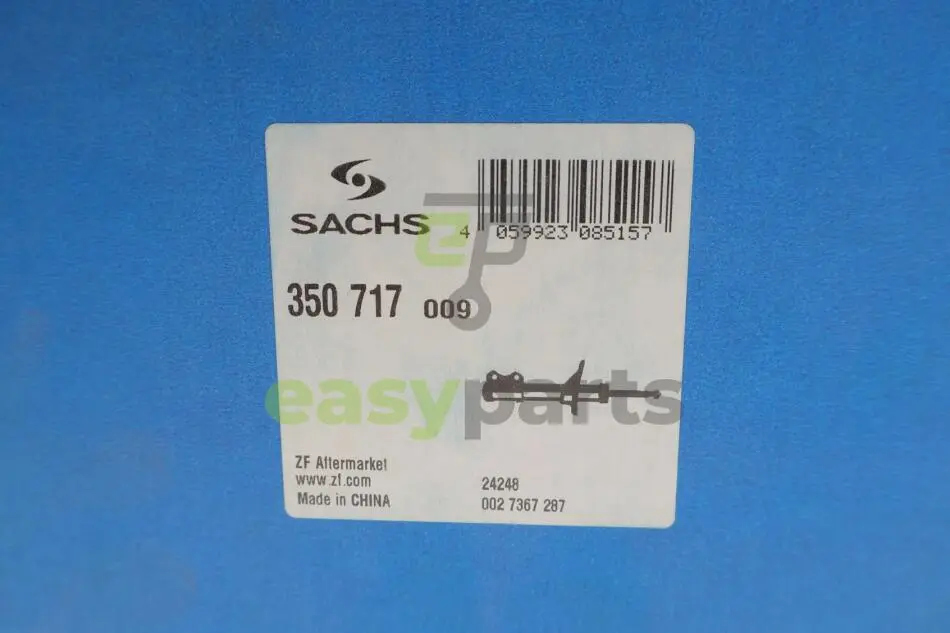 SACHS
4 059923 085157
350 717 009
easyparts
ZF Aftermarket
www.zf.com
Made in CHINA
24248
002 7367 287